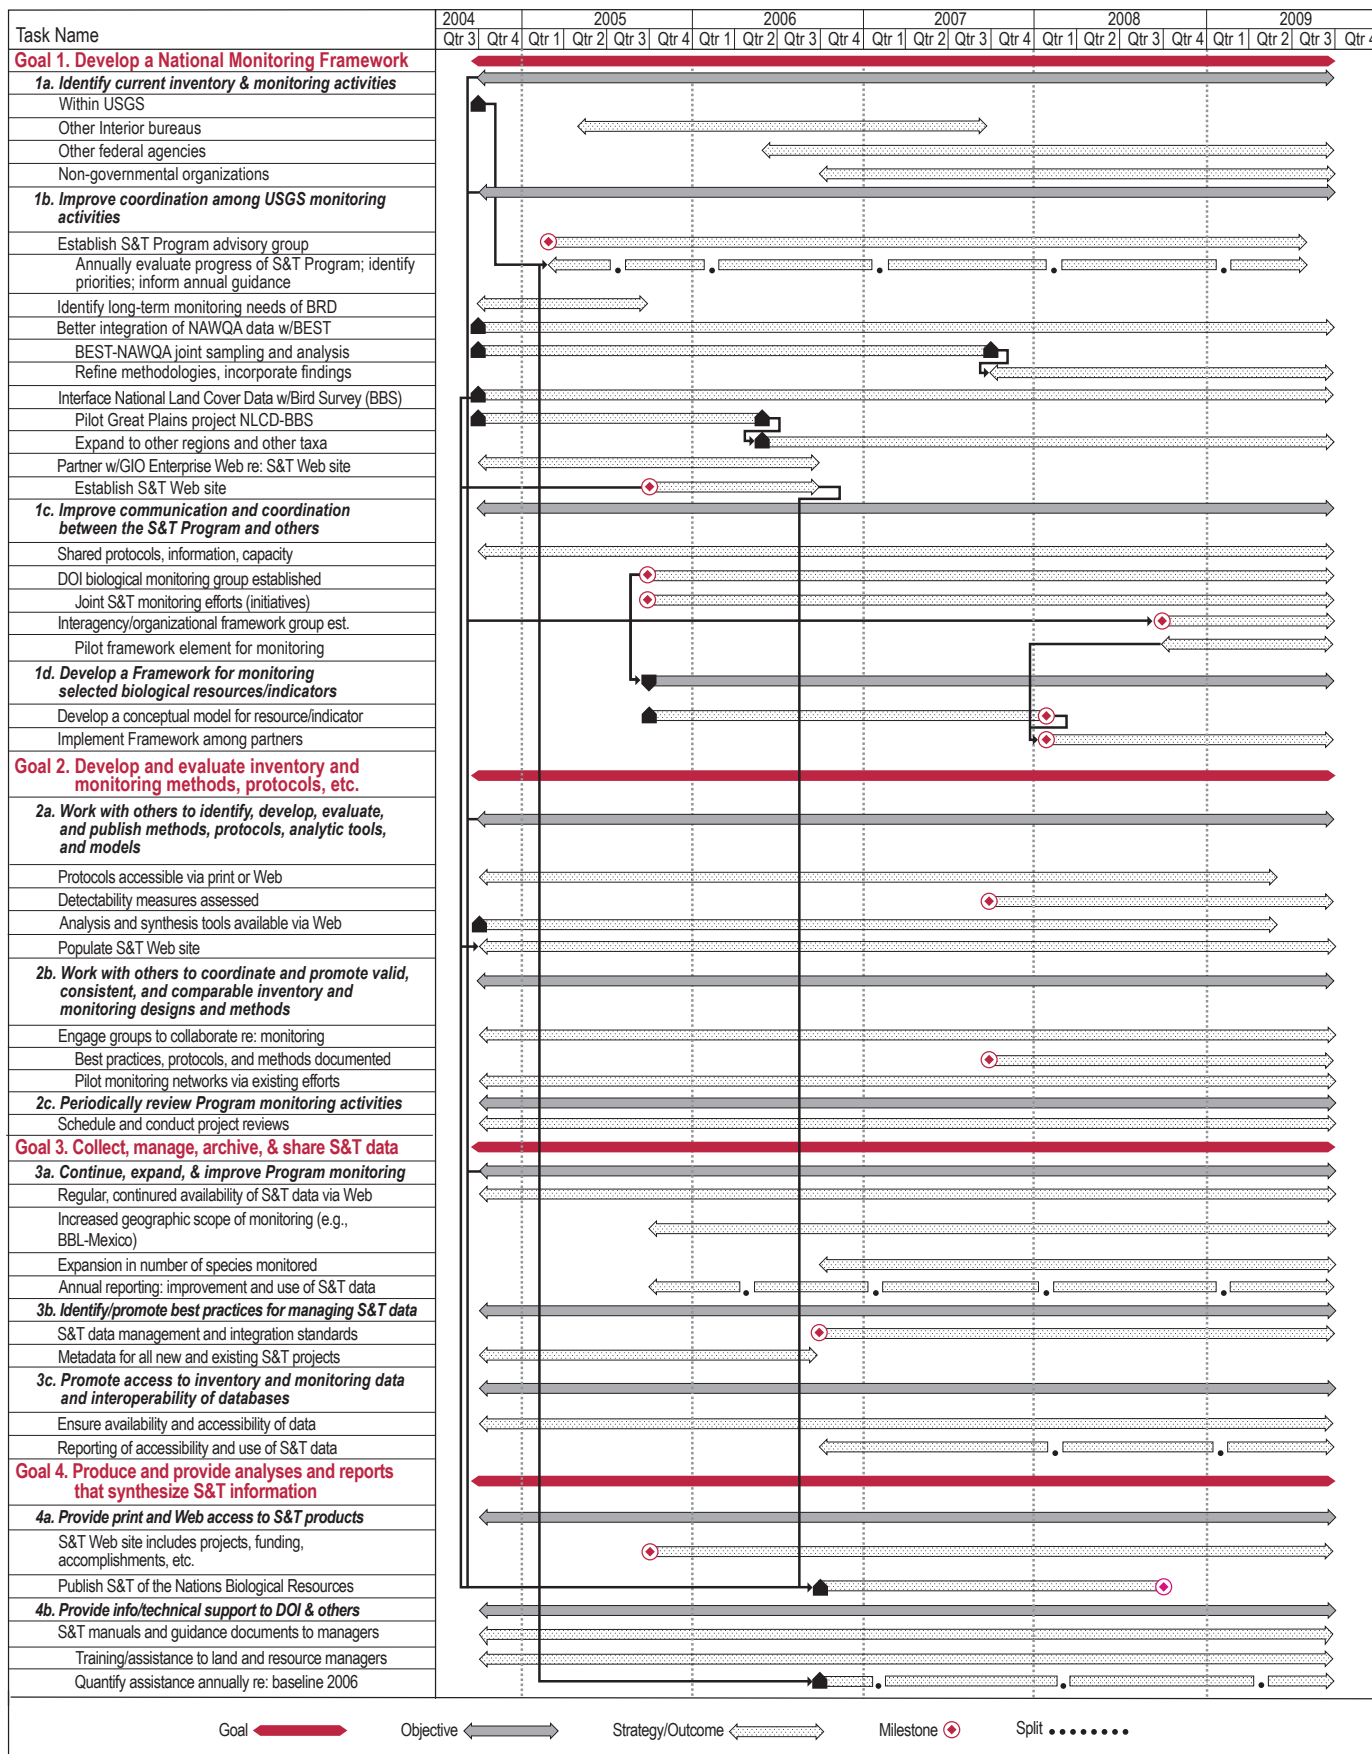 2004 2005 2006 2007 2008 2009
Task Name
Qtr 3 Qtr 4 Qtr 1 Qtr 2 Qtr 3 Qtr 4 Qtr 1 Qtr 2 Qtr 3 Qtr 4 Qtr 1 Qtr 2 Qtr 3 Qtr 4 Qtr 1 Qtr 2 Qtr 3 Qtr 4 Qtr 1 Qtr 2 Qtr 3 Qtr 4
Goal 1. Develop a National Monitoring Framework
1a. Identify current inventory & monitoring activities
Within USGS
Other Interior bureaus
Other federal agencies
Non-governmental organizations
1b. Improve coordination among USGS monitoring
activities
Establish S&T Program advisory group
Annually evaluate progress of S&T Program; identify
priorities; inform annual guidance
Identify long-term monitoring needs of BRD
Better integration of NAWQA data w/BEST
BEST-NAWQA joint sampling and analysis
Refine methodologies, incorporate findings
Interface National Land Cover Data w/Bird Survey (BBS)
Pilot Great Plains project NLCD-BBS
Expand to other regions and other taxa
Partner w/GIO Enterprise Web re: S&T Web site
Establish S&T Web site
1c. Improve communication and coordination
between the S&T Program and others
Shared protocols, information, capacity
DOI biological monitoring group established
Joint S&T monitoring efforts (initiatives)
Interagency/organizational framework group est.
Pilot framework element for monitoring
1d. Develop a Framework for monitoring
selected biological resources/indicators
Develop a conceptual model for resource/indicator
Implement Framework among partners
Goal 2. Develop and evaluate inventory and
monitoring methods, protocols, etc.
2a. Work with others to identify, develop, evaluate,
and publish methods, protocols, analytic tools,
and models
Protocols accessible via print or Web
Detectability measures assessed
Analysis and synthesis tools available via Web
Populate S&T Web site
2b. Work with others to coordinate and promote valid,
consistent, and comparable inventory and
monitoring designs and methods
Engage groups to collaborate re: monitoring
Best practices, protocols, and methods documented
Pilot monitoring networks via existing efforts
2c. Periodically review Program monitoring activities
Schedule and conduct project reviews
Goal 3. Collect, manage, archive, & share S&T data
3a. Continue, expand, & improve Program monitoring
Regular, continured availability of S&T data via Web
Increased geographic scope of monitoring (e.g.,
BBL-Mexico)
Expansion in number of species monitored
Annual reporting: improvement and use of S&T data
3b. Identify/promote best practices for managing S&T data
S&T data management and integration standards
Metadata for all new and existing S&T projects
3c. Promote access to inventory and monitoring data
and interoperability of databases
Ensure availability and accessibility of data
Reporting of accessibility and use of S&T data
Goal 4. Produce and provide analyses and reports
that synthesize S&T information
4a. Provide print and Web access to S&T products
S&T Web site includes projects, funding,
accomplishments, etc.
Publish S&T of the Nations Biological Resources
4b. Provide info/technical support to DOI & others
S&T manuals and guidance documents to managers
Training/assistance to land and resource managers
Quantify assistance annually re: baseline 2006
Goal Objective Strategy/Outcome Milestone Split